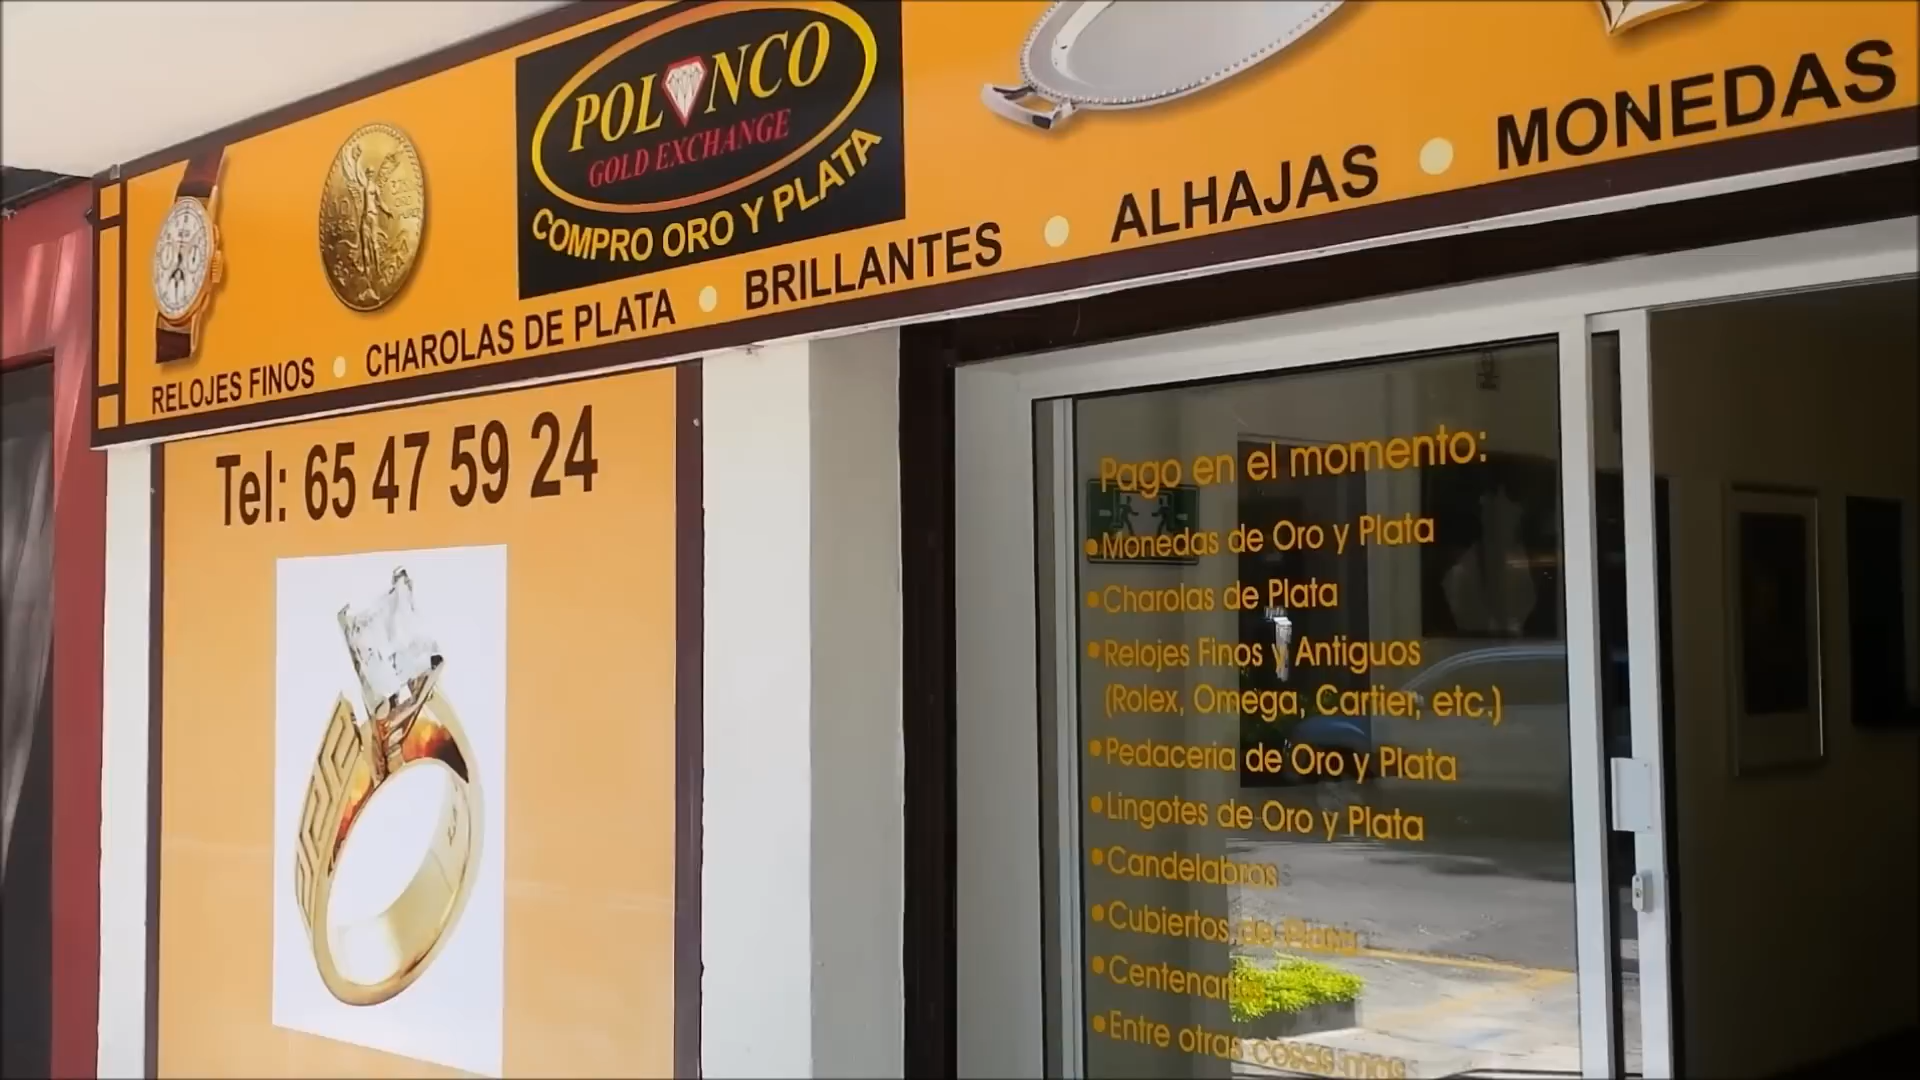 POLANCO
GOLD EXCHANGE
COMPRO ORO Y PLATA
RELOJES FINOS • CHAROLAS DE PLATA • BRILLANTES • ALHAJAS • MONEDAS
Tel: 65 47 59 24
Pago en el momento:
•Monedas de Oro y Plata
•Charolas de Plata
•Relojes Finos y Antiguos
(Rolex, Omega, Cartier, etc.)
•Pedaceria de Oro y Plata
•Lingotes de Oro y Plata
•Candelabros
•Cubiertos de Plata
•Centenarios
•Entre otras cosas mas